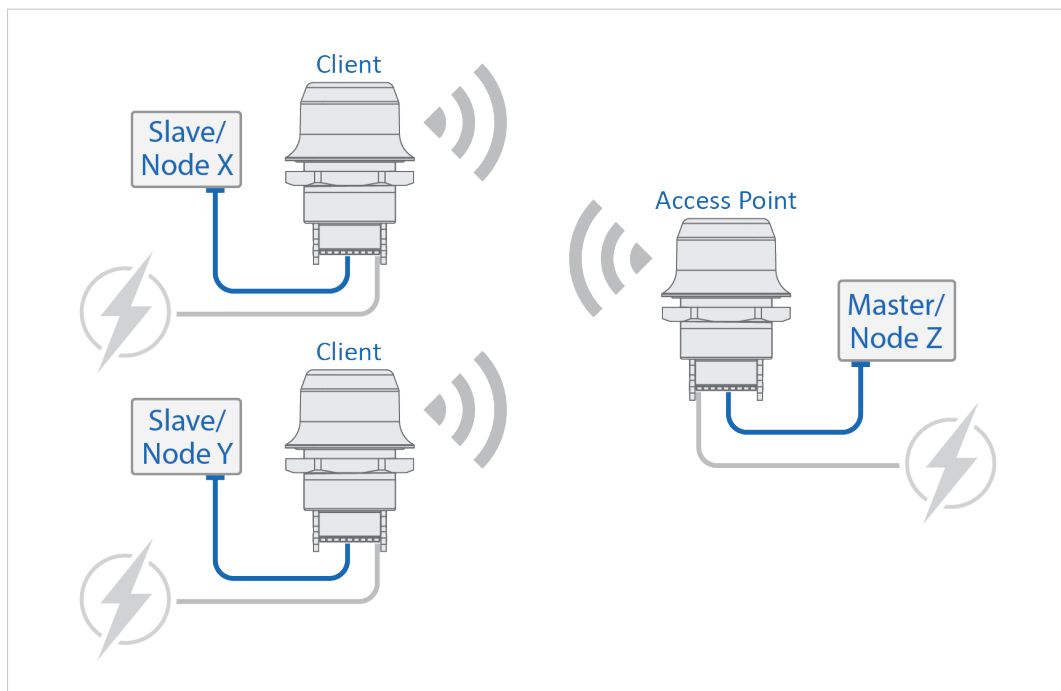 Client
Slave/
Node X
Access Point
Master/
Node Z
Client
Slave/
Node Y